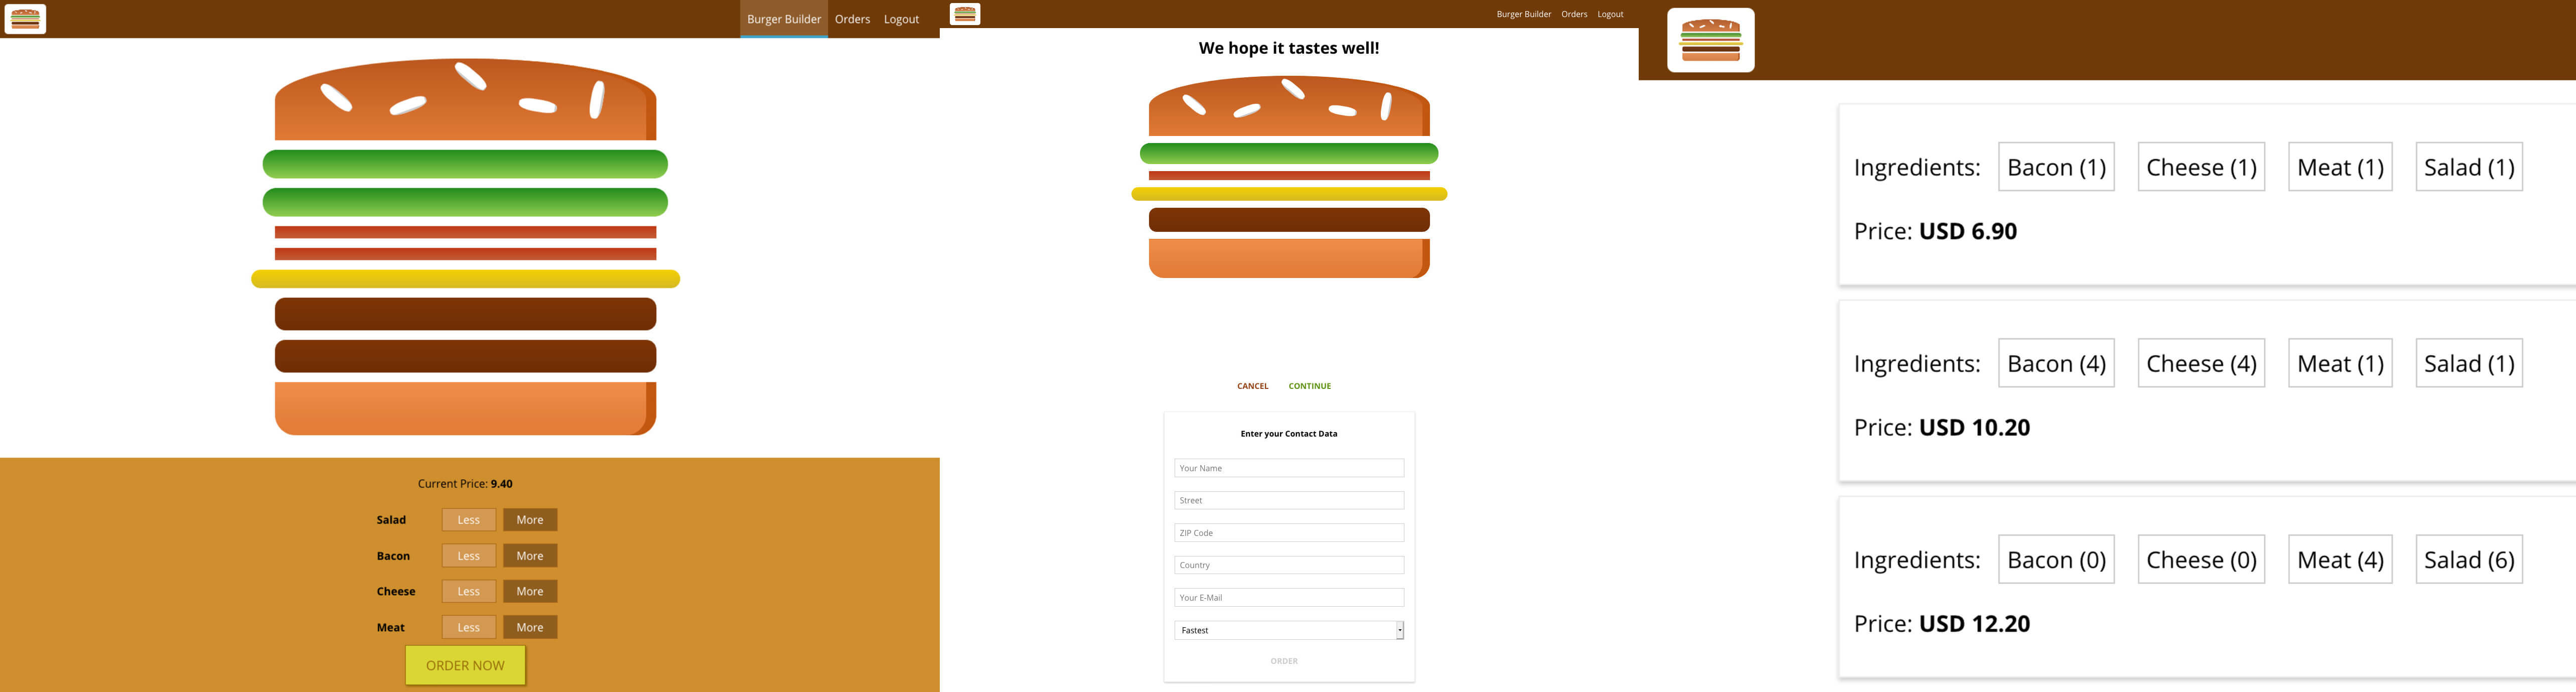 Burger Builder Orders Logout
Current Price: 9.40
Salad Less More
Bacon Less More
Cheese Less More
Meat Less More
ORDER NOW
Burger Builder Orders Logout
We hope it tastes well!
CANCEL CONTINUE
Enter your Contact Data
Your Name
Street
ZIP Code
Country
Your E-Mail
Fastest
ORDER
Ingredients: Bacon (1) Cheese (1) Meat (1) Salad (1)
Price: USD 6.90
Ingredients: Bacon (4) Cheese (4) Meat (1) Salad (1)
Price: USD 10.20
Ingredients: Bacon (0) Cheese (0) Meat (4) Salad (6)
Price: USD 12.20